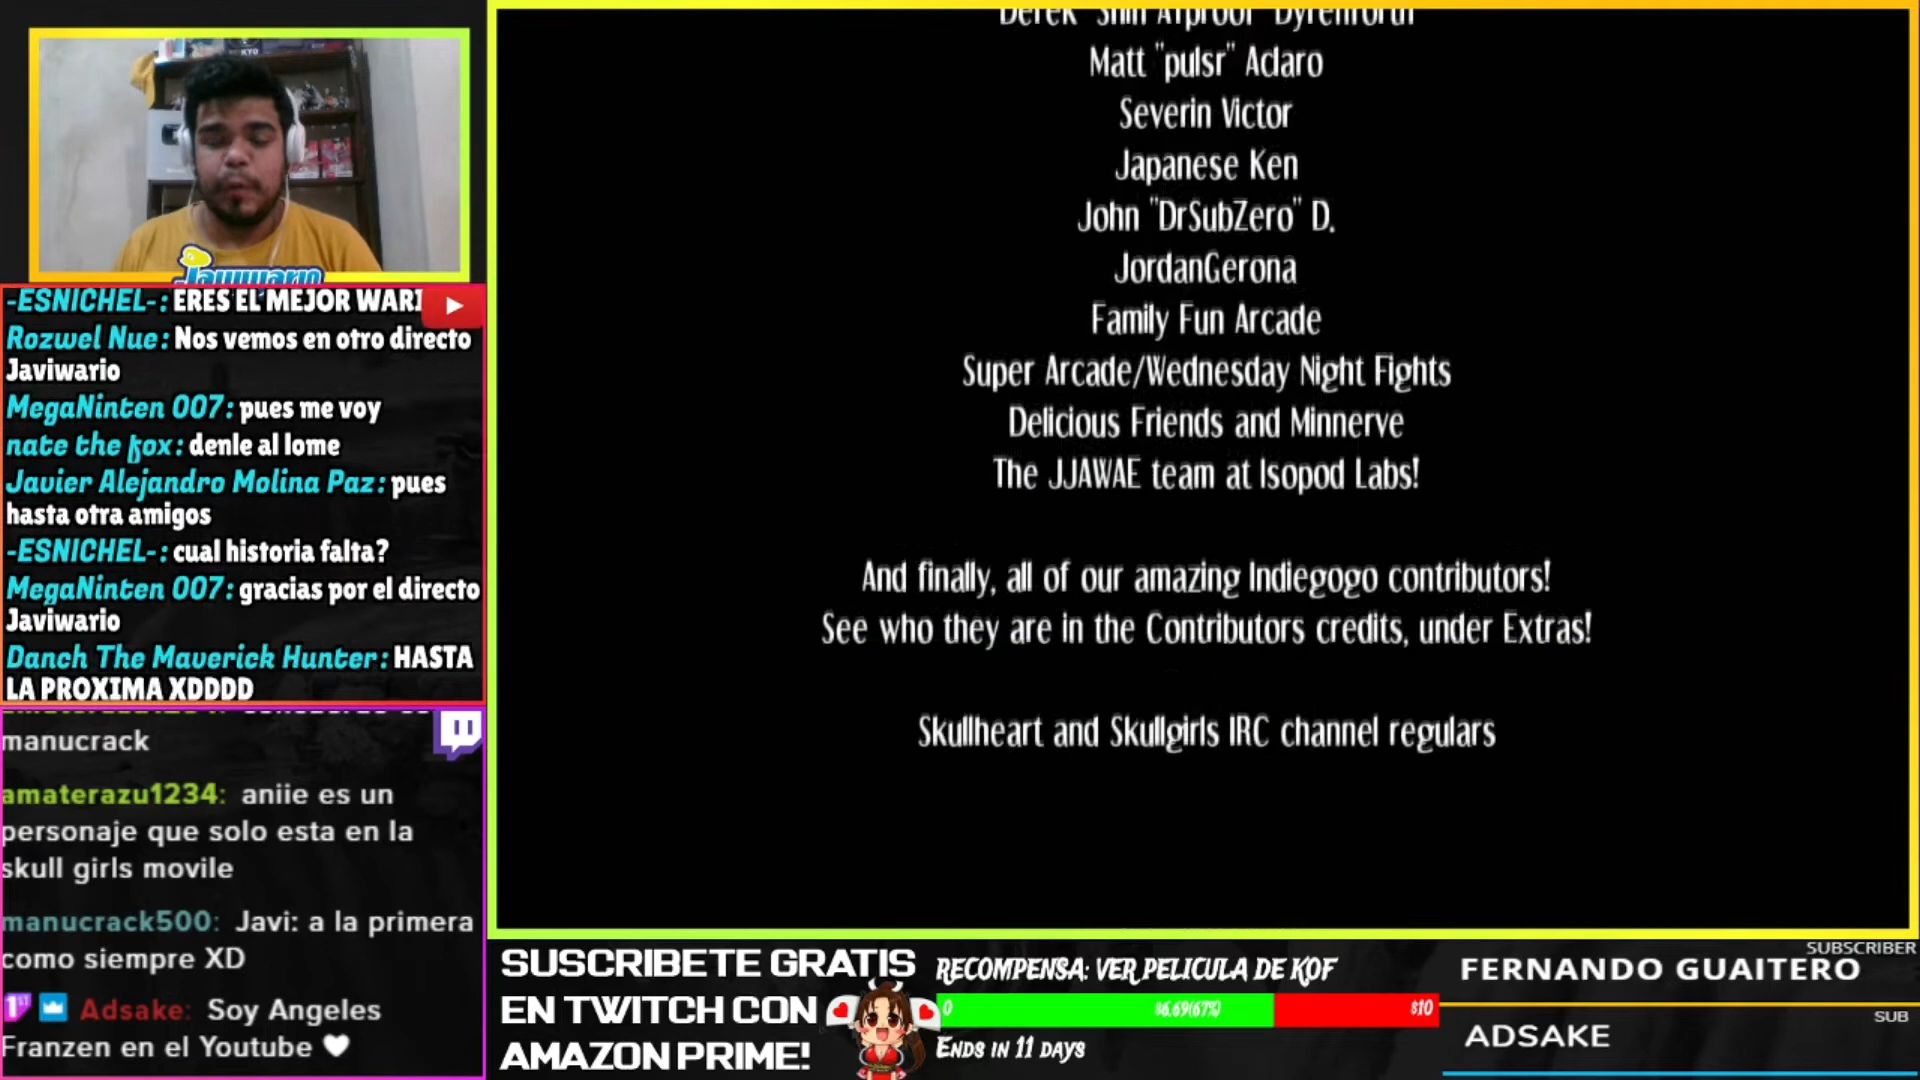 Matt "pulsr" Adaro
Severin Victor
Japanese Ken
John "DrSubZero" D.
JordanGerona
Family Fun Arcade
Super Arcade/Wednesday Night Fights
Delicious Friends and Minnerve
The JJAWAE team at Isopod Labs!
And finally, all of our amazing Indiegogo contributors!
See who they are in the Contributors credits, under Extras!
Skullheart and Skullgirls IRC channel regulars
Javiwario
-ESNICHEL-: ERES EL MEJOR WARI
Rozwel Nue: Nos vemos en otro directo
Javiwario
MegaNinten 007: pues me voy
nate the fox: denle al lome
Javier Alejandro Molina Paz: pues
hasta otra amigos
-ESNICHEL-: cual historia falta?
MegaNinten 007: gracias por el directo
Javiwario
Danch The Maverick Hunter: HASTA
LA PROXIMA XDDDD
manucrack
amaterazu1234: aniie es un
personaje que solo esta en la
skull girls movile
manucrack500: Javi: a la primera
como siempre XD
1ST Adsake: Soy Angeles
Franzen en el Youtube
SUSCRIBETE GRATIS
EN TWITCH CON
AMAZON PRIME!
RECOMPENSA: VER PELICULA DE KOF
0 $6.69(67%) $10
ENDS IN 11 DAYS
SUBSCRIBER
FERNANDO GUAITERO
SUB
ADSAKE